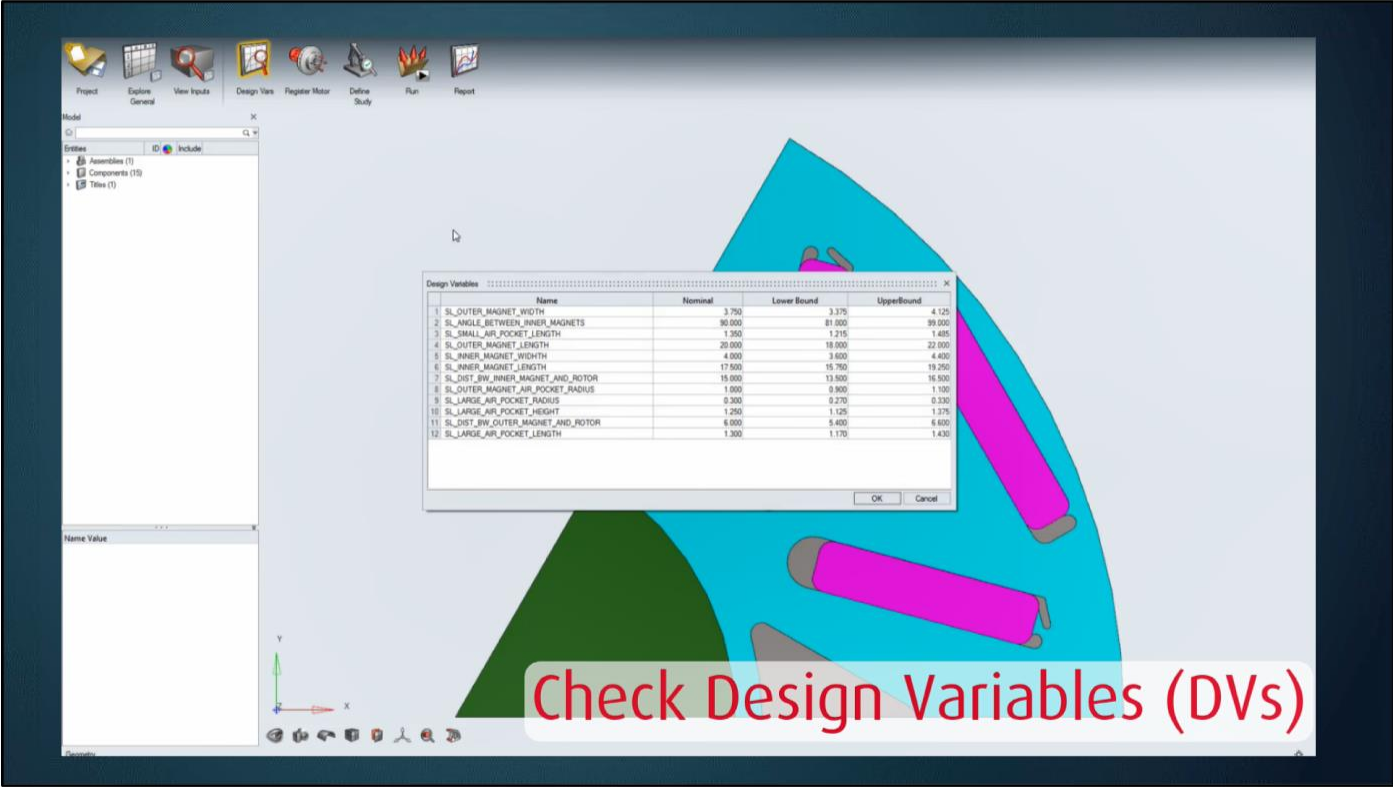 Project
Explore General
View Inputs
Design Vars
Register Motor
Define Study
Run
Report
Model
Entities ID Include
Assemblies (1)
Components (15)
Titles (1)
Design Variables
Name Nominal Lower Bound UpperBound
1 SL_OUTER_MAGNET_WIDTH 3.750 3.375 4.125
2 SL_ANGLE_BETWEEN_INNER_MAGNETS 90.000 81.000 99.000
3 SL_SMALL_AIR_POCKET_LENGTH 1.350 1.215 1.485
4 SL_OUTER_MAGNET_LENGTH 20.000 18.000 22.000
5 SL_INNER_MAGNET_WIDHTH 4.000 3.600 4.400
6 SL_INNER_MAGNET_LENGTH 17.500 15.750 19.250
7 SL_DIST_BW_INNER_MAGNET_AND_ROTOR 15.000 13.500 16.500
8 SL_OUTER_MAGNET_AIR_POCKET_RADIUS 1.000 0.900 1.100
9 SL_LARGE_AIR_POCKET_RADIUS 0.300 0.270 0.330
10 SL_LARGE_AIR_POCKET_HEIGHT 1.250 1.125 1.375
11 SL_DIST_BW_OUTER_MAGNET_AND_ROTOR 6.000 5.400 6.600
12 SL_LARGE_AIR_POCKET_LENGTH 1.300 1.170 1.430
OK Cancel
Name Value
Y
Z X
Check Design Variables (DVs)
Geometry